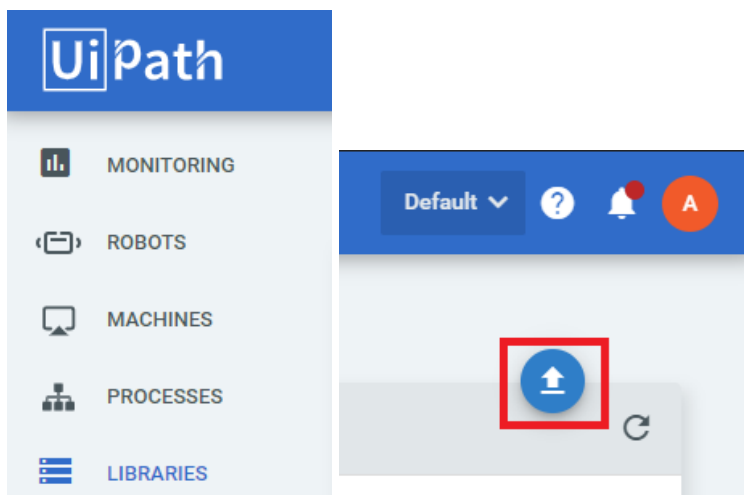 UiPath
MONITORING
ROBOTS
MACHINES
PROCESSES
LIBRARIES
Default
?
A